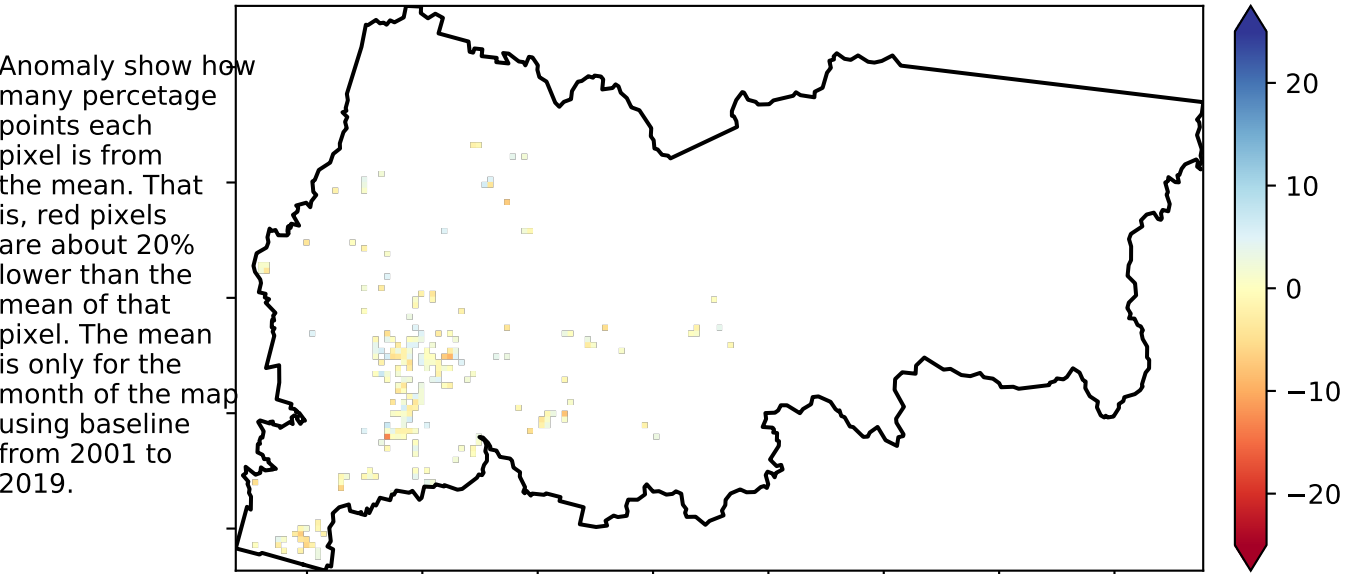 Anomaly show how
many percetage
points each
pixel is from
the mean. That
is, red pixels
are about 20%
lower than the
mean of that
pixel. The mean
is only for the
month of the map
using baseline
from 2001 to
2019.
20
10
0
−10
−20